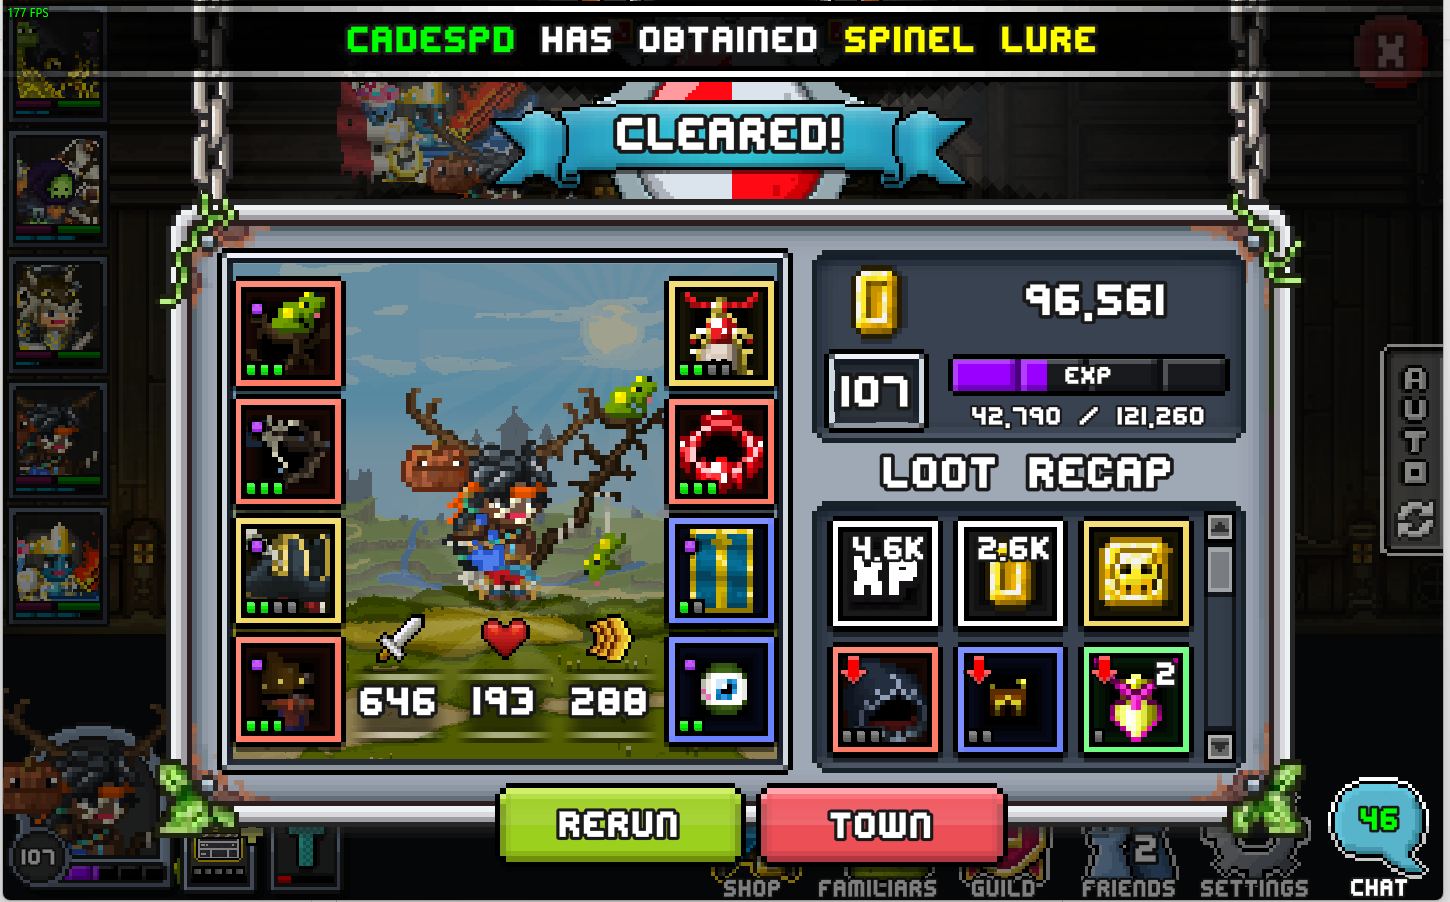 177 FPS
CADESPD HAS OBTAINED SPINEL LURE
X
CLEARED!
96,561
107
EXP
42,790 / 121,260
LOOT RECAP
4.6K
XP
2.6K
2
646
193
288
AUTO
RERUN
TOWN
107
SHOP
FAMILIARS
GUILD
2
FRIENDS
SETTINGS
46
CHAT